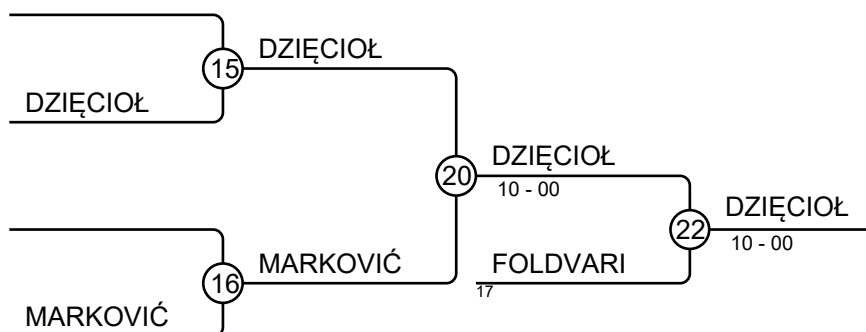 DZIĘCIOŁ
15
DZIĘCIOŁ
DZIĘCIOŁ
20
10 - 00
DZIĘCIOŁ
22
10 - 00
MARKOVIĆ
FOLDVARI
16
17
MARKOVIĆ